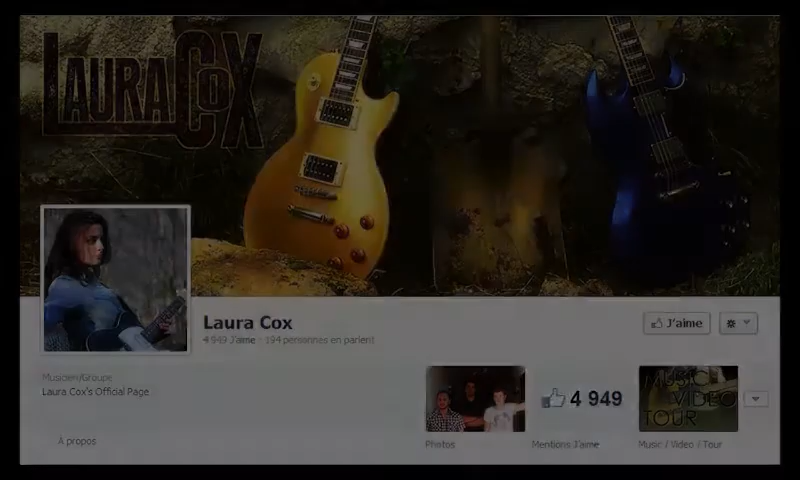 LAURA COX
Laura Cox
4 949 J'aime · 194 personnes en parlent
J'aime
Musicien/Groupe
Laura Cox's Official Page
À propos
4 949
MUSIC
VIDEO
TOUR
Photos
Mentions J'aime
Music / Video / Tour